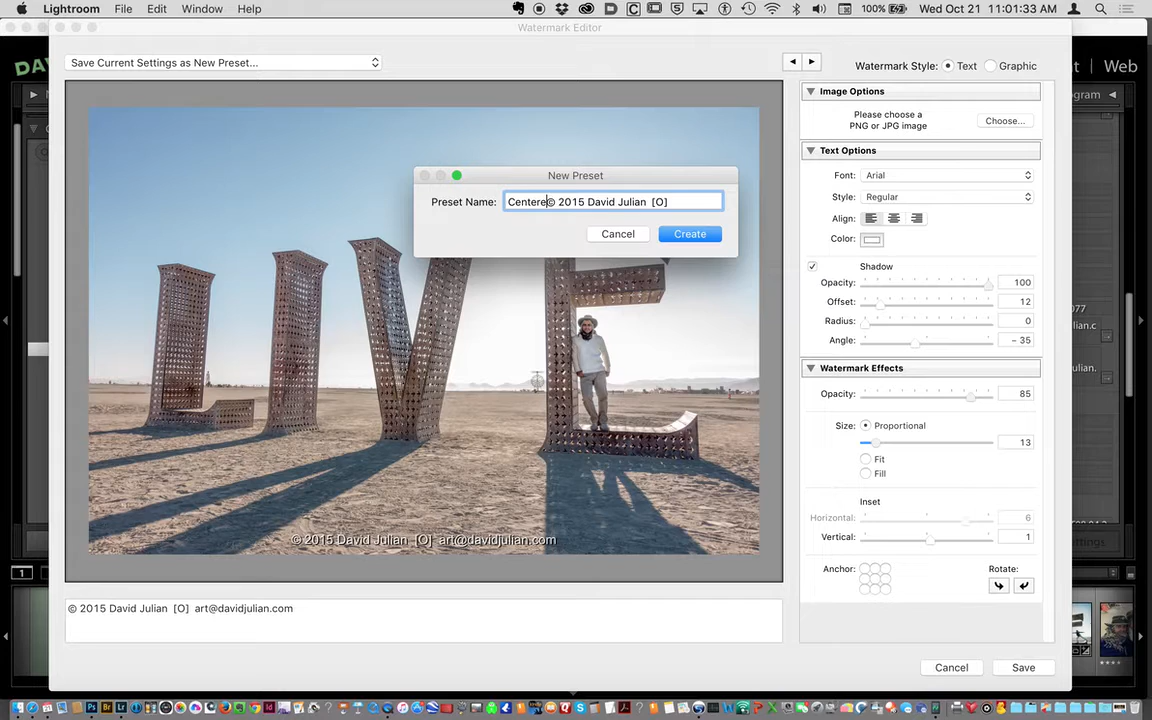 Lightroom File Edit Window Help 100% Wed Oct 21 11:01:33 AM
Watermark Editor
Save Current Settings as New Preset...
Watermark Style: Text Graphic
Web
Image Options
Please choose a
PNG or JPG image
Choose...
Text Options
Font: Arial
Style: Regular
Align:
Color:
Shadow
Opacity: 100
Offset: 12
Radius: 0
Angle: - 35
Watermark Effects
Opacity: 85
Size: Proportional
13
Fit
Fill
Inset
Horizontal: 6
Vertical: 1
Anchor: Rotate:
New Preset
Preset Name: Centere© 2015 David Julian [O]
Cancel Create
© 2015 David Julian [O] art@davidjulian.com
© 2015 David Julian [O] art@davidjulian.com
Cancel Save